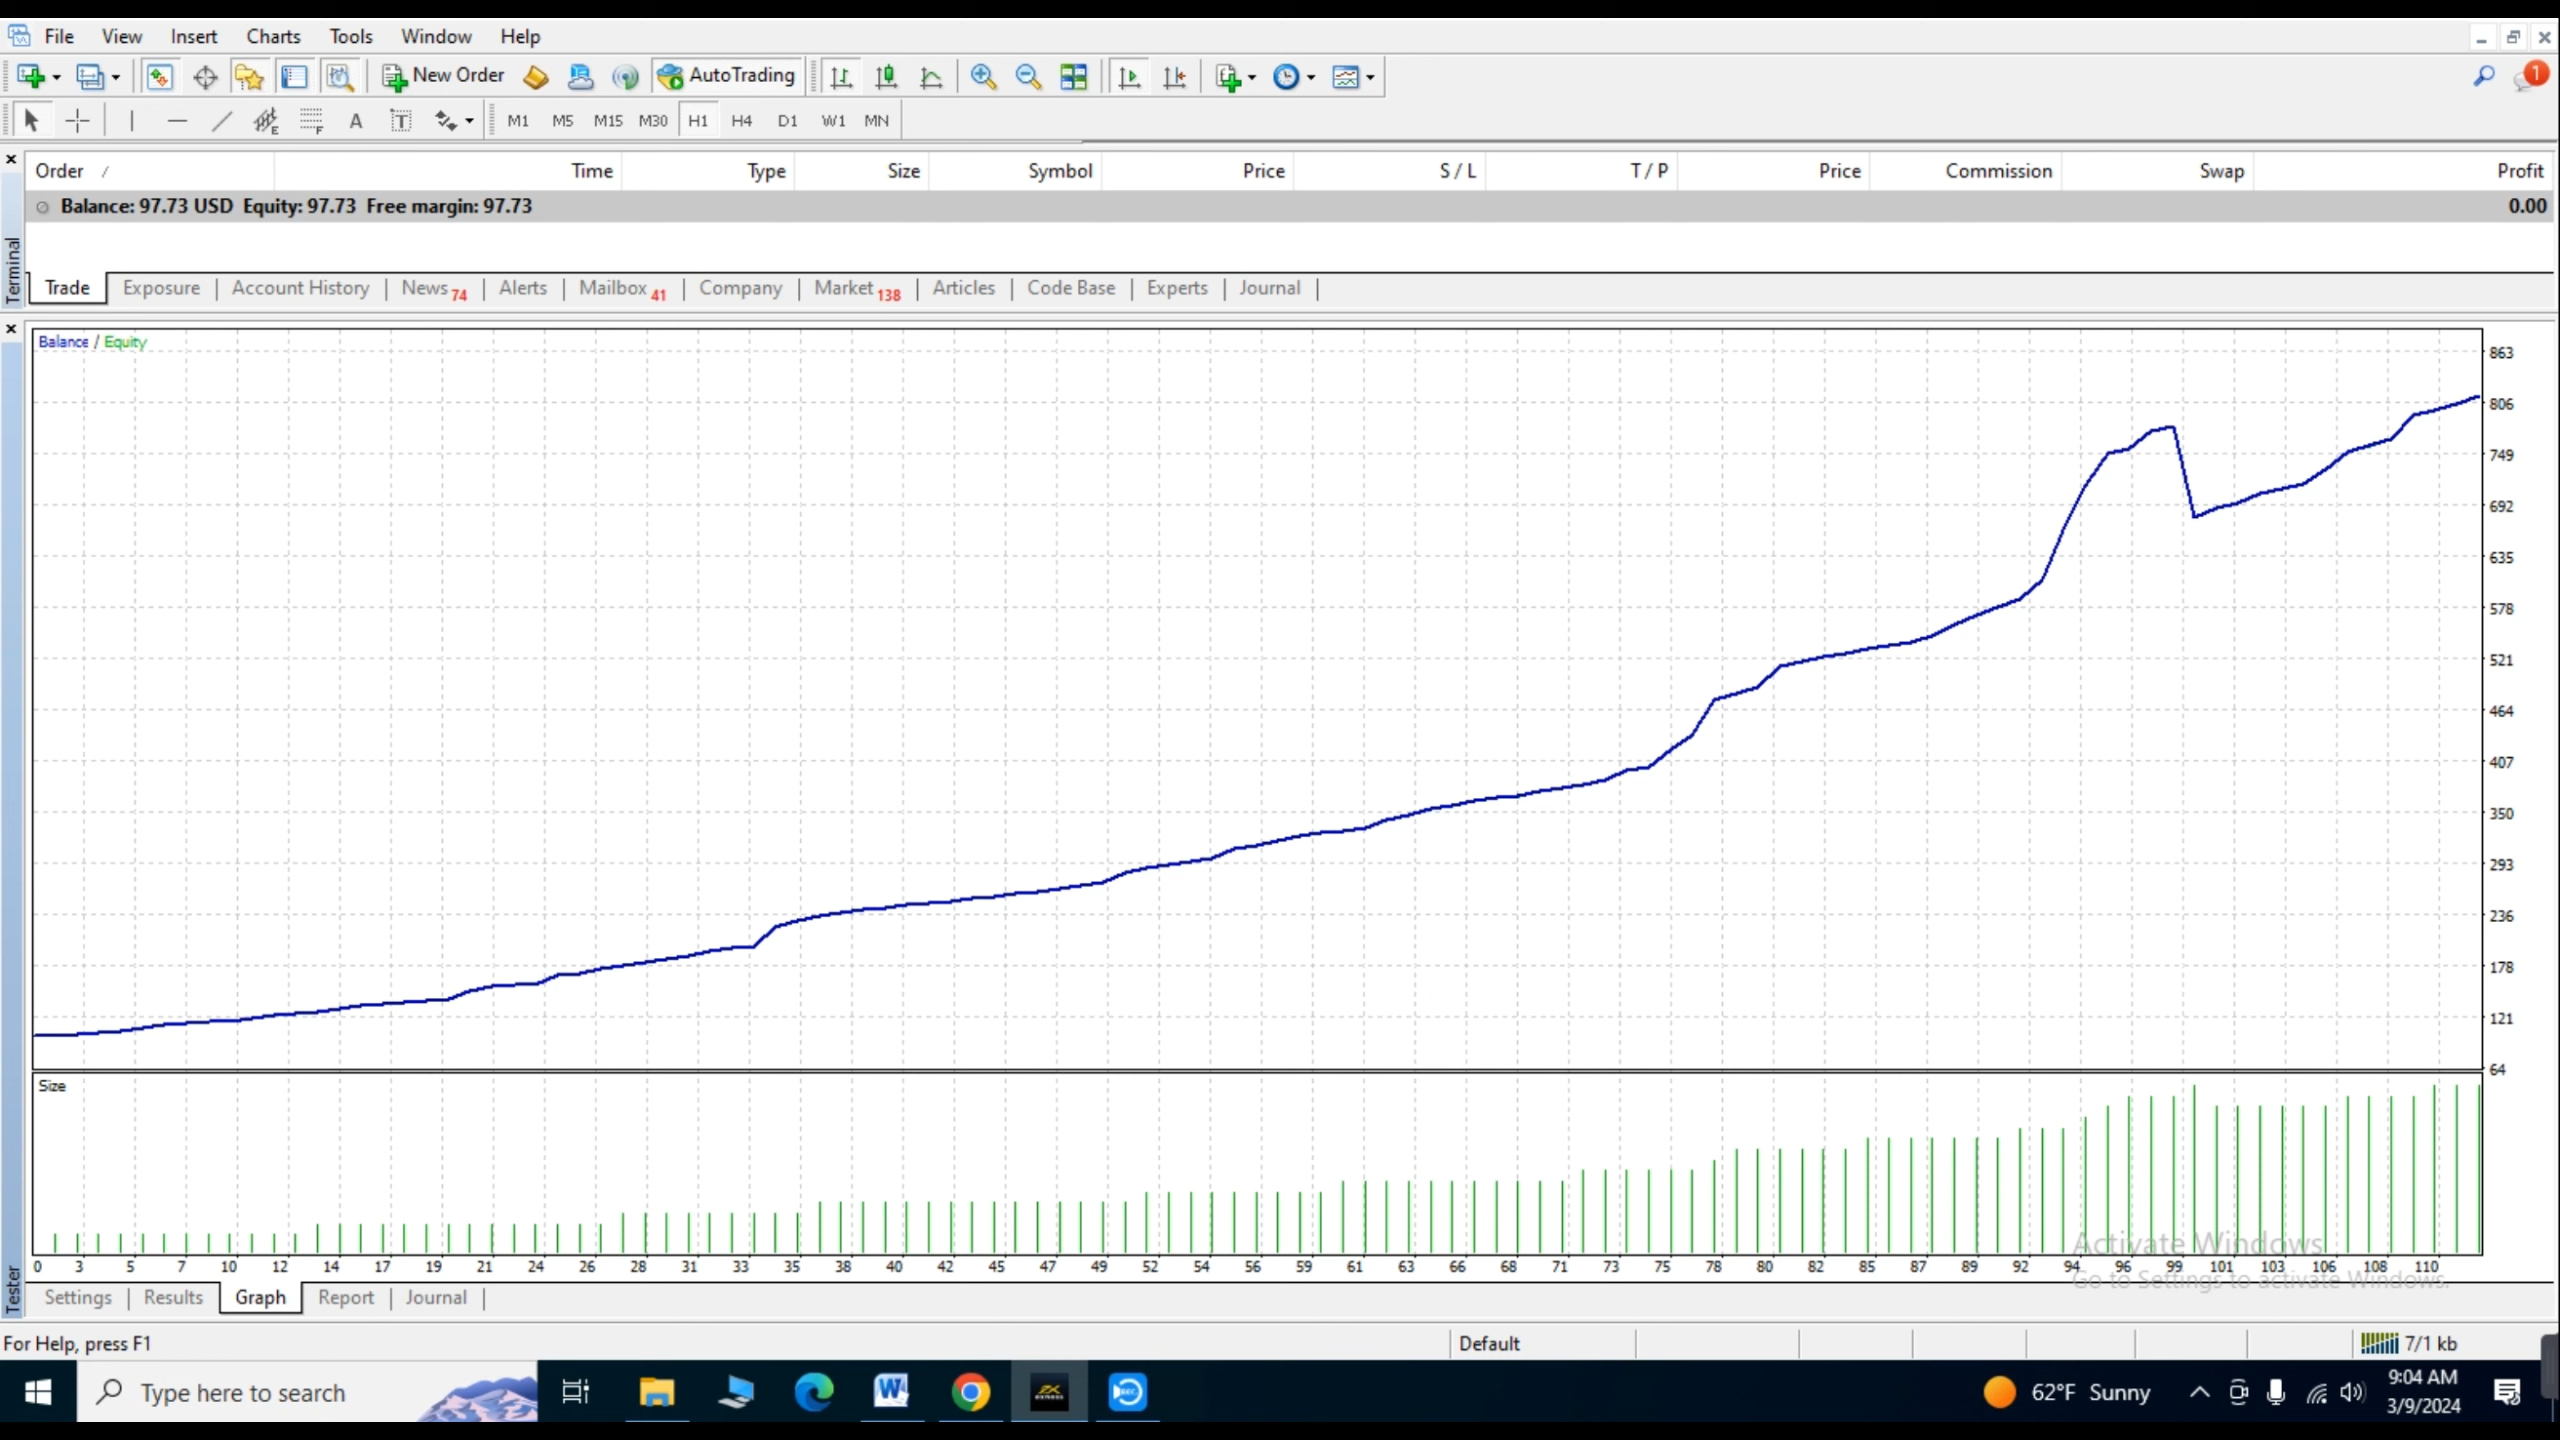 File View Insert Charts Tools Window Help
New Order AutoTrading 1
A T E F M1 M5 M15 M30 H1 H4 D1 W1 MN
Order / Time Type Size Symbol Price S / L T / P Price Commission Swap Profit
Balance: 97.73 USD Equity: 97.73 Free margin: 97.73 0.00
Terminal
Trade Exposure | Account History | News 74 | Alerts | Mailbox 41 | Company | Market 138 | Articles | Code Base | Experts | Journal |
Balance / Equity
863
806
749
692
635
578
521
464
407
350
293
236
178
121
64
Size
Activate Windows
Go to Settings to activate Windows.
0 3 5 7 10 12 14 17 19 21 24 26 28 31 33 35 38 40 42 45 47 49 52 54 56 59 61 63 66 68 71 73 75 78 80 82 85 87 89 92 94 96 99 101 103 106 108 110
Tester
Settings | Results Graph Report | Journal |
For Help, press F1 Default 7/1 kb
Type here to search 62°F Sunny 9:04 AM
3/9/2024